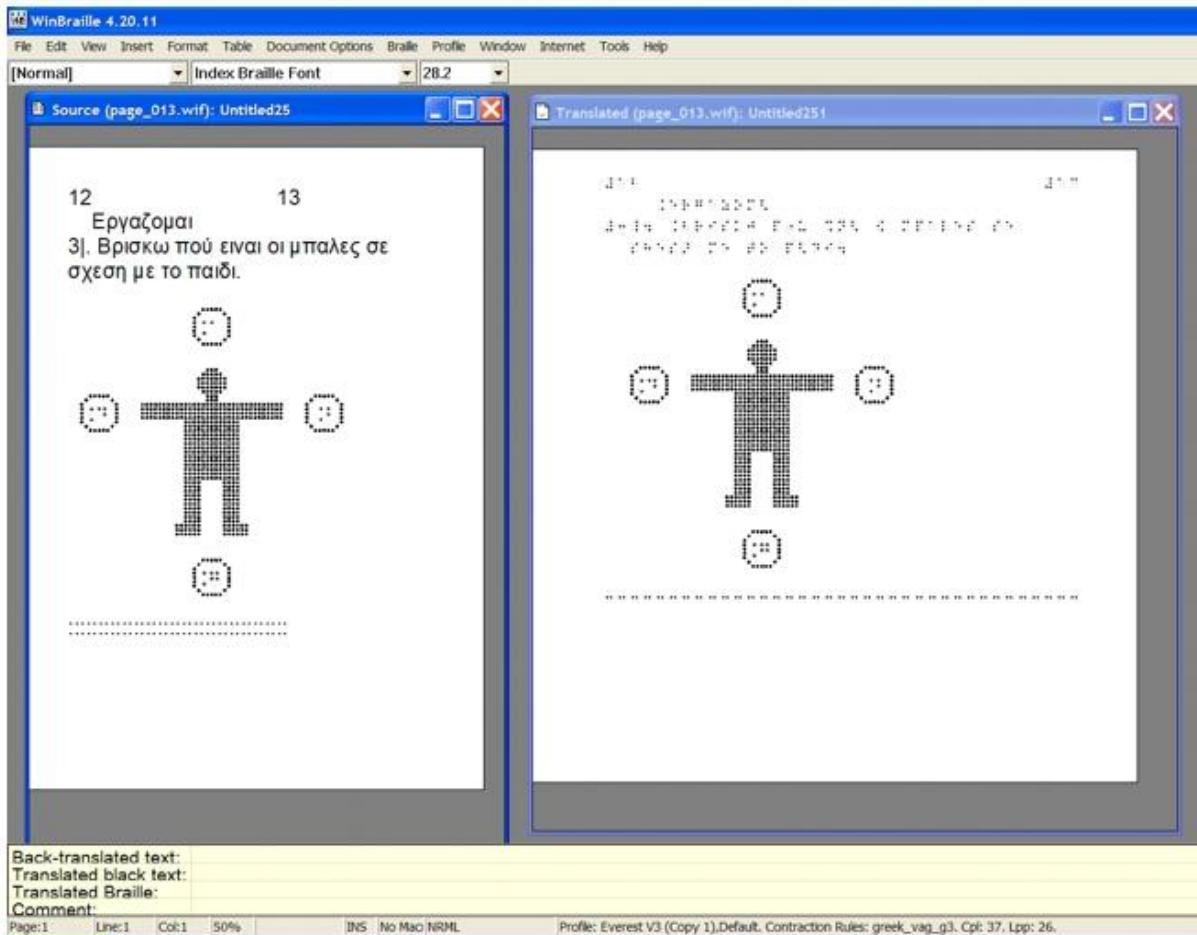 WinBraille 4.20.11
File Edit View Insert Format Table Document Options Braille Profile Window Internet Tools Help
[Normal] Index Braille Font 28.2
Source (page_013.wif): Untitled25
12 13
Εργαζομαι
3|. Βρισκω πού ειναι οι μπαλες σε
σχεση με το παιδι.
Translated (page_013.wif): Untitled251
Back-translated text:
Translated black text:
Translated Braille:
Comment:
Page:1 Line:1 Col:1 50% INS No Mac NRML Profile: Everest V3 (Copy 1),Default. Contraction Rules: greek_vag_g3. Cpl: 37. Lpp: 26.